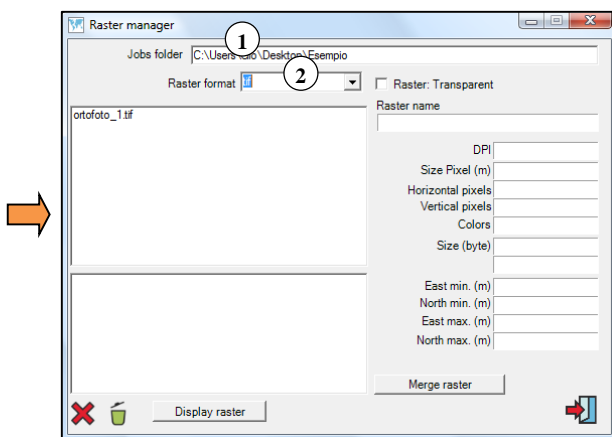 Raster manager
Jobs folder C:\Users \Desktop\Esempio
1
Raster format tif
2
Raster: Transparent
ortofoto_1.tif
Raster name
DPI
Size Pixel (m)
Horizontal pixels
Vertical pixels
Colors
Size (byte)
East min. (m)
North min. (m)
East max. (m)
North max. (m)
Merge raster
Display raster